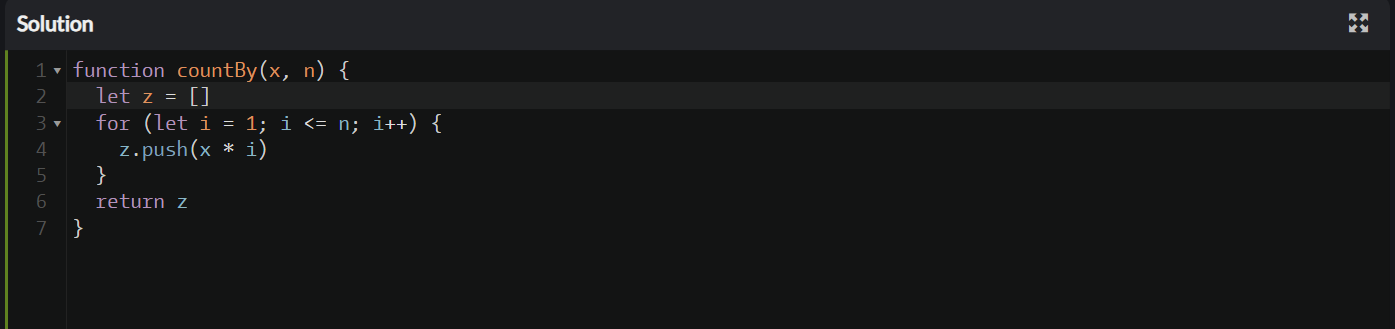 Solution
1 function countBy(x, n) {
2   let z = []
3   for (let i = 1; i <= n; i++) {
4     z.push(x * i)
5   }
6   return z
7 }